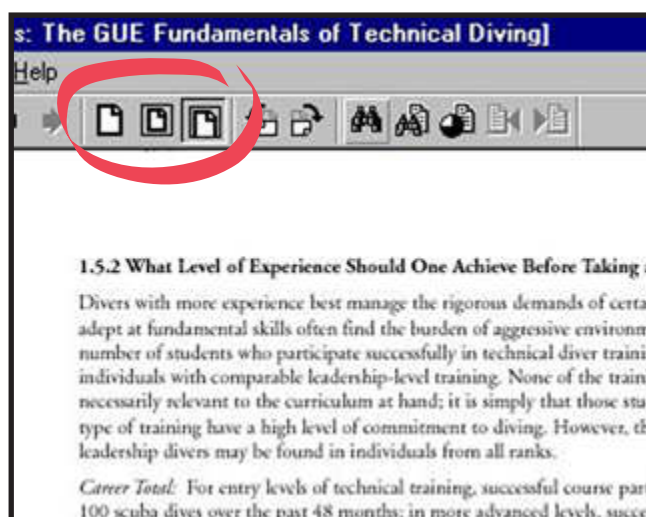 s: The GUE Fundamentals of Technical Diving]
Help
1.5.2 What Level of Experience Should One Achieve Before Taking
Divers with more experience best manage the rigorous demands of certa
adept at fundamental skills often find the burden of aggressive environm
number of students who participate successfully in technical diver traini
individuals with comparable leadership-level training. None of the train
necessarily relevant to the curriculum at hand; it is simply that those stu
type of training have a high level of commitment to diving. However, th
leadership divers may be found in individuals from all ranks.
Career Total: For entry levels of technical training, successful course part
100 scuba dives over the past 48 months; in more advanced levels, succe